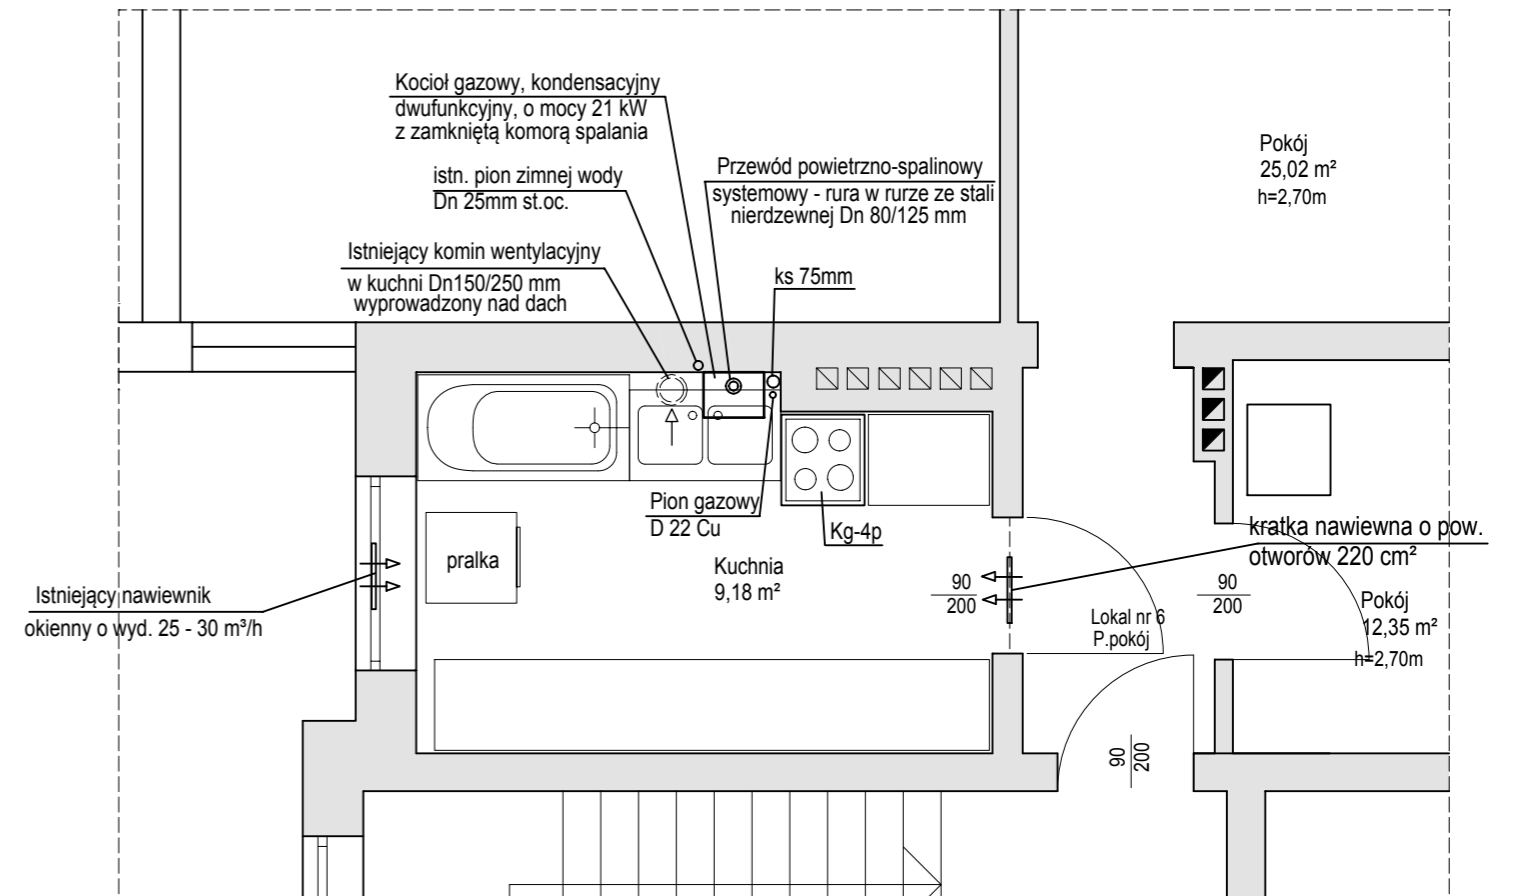 Kocioł gazowy, kondensacyjny
dwufunkcyjny, o mocy 21 kW
z zamkniętą komorą spalania
istn. pion zimnej wody
Dn 25mm st.oc.
Przewód powietrzno-spalinowy
systemowy - rura w rurze ze stali
nierdzewnej Dn 80/125 mm
Istniejący komin wentylacyjny
w kuchni Dn150/250 mm
wyprowadzony nad dach
ks 75mm
Pokój
25,02 m²
h=2,70m
Pion gazowy
D 22 Cu
Kg-4p
pralka
Kuchnia
9,18 m²
Istniejący nawiewnik
okienny o wyd. 25 - 30 m³/h
kratka nawiewna o pow.
otworów 220 cm²
90
200
Lokal nr 6
P.pokój
90
200
Pokój
12,35 m²
h=2,70m
90
200